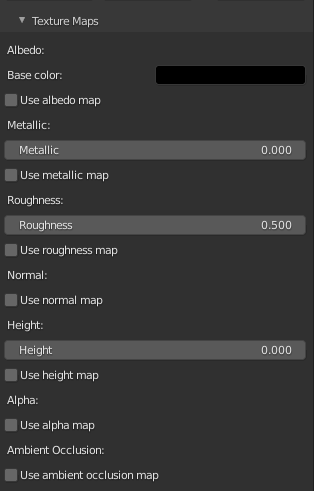 Texture Maps
Albedo:
Base color:
Use albedo map
Metallic:
Metallic 0.000
Use metallic map
Roughness:
Roughness 0.500
Use roughness map
Normal:
Use normal map
Height:
Height 0.000
Use height map
Alpha:
Use alpha map
Ambient Occlusion:
Use ambient occlusion map